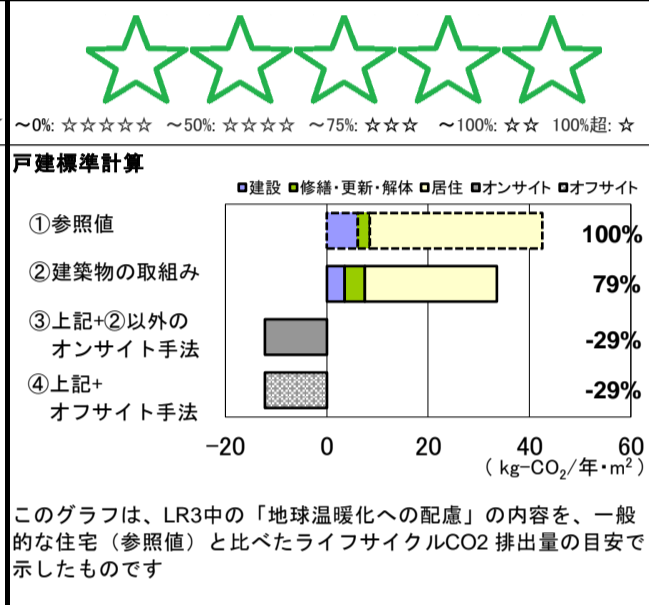 ~0%: ☆☆☆☆☆ ~50%: ☆☆☆☆ ~75%: ☆☆☆ ~100%: ☆☆ 100%超: ☆
戸建標準計算
■建設 ■修繕・更新・解体 □居住 ■オンサイト ■オフサイト
①参照値 100%
②建築物の取組み 79%
③上記+②以外の
オンサイト手法 -29%
④上記+
オフサイト手法 -29%
-20 0 20 40 60
( kg-CO₂/年・m² )
このグラフは、LR3中の「地球温暖化への配慮」の内容を、一般
的な住宅（参照値）と比べたライフサイクルCO2 排出量の目安で
示したものです